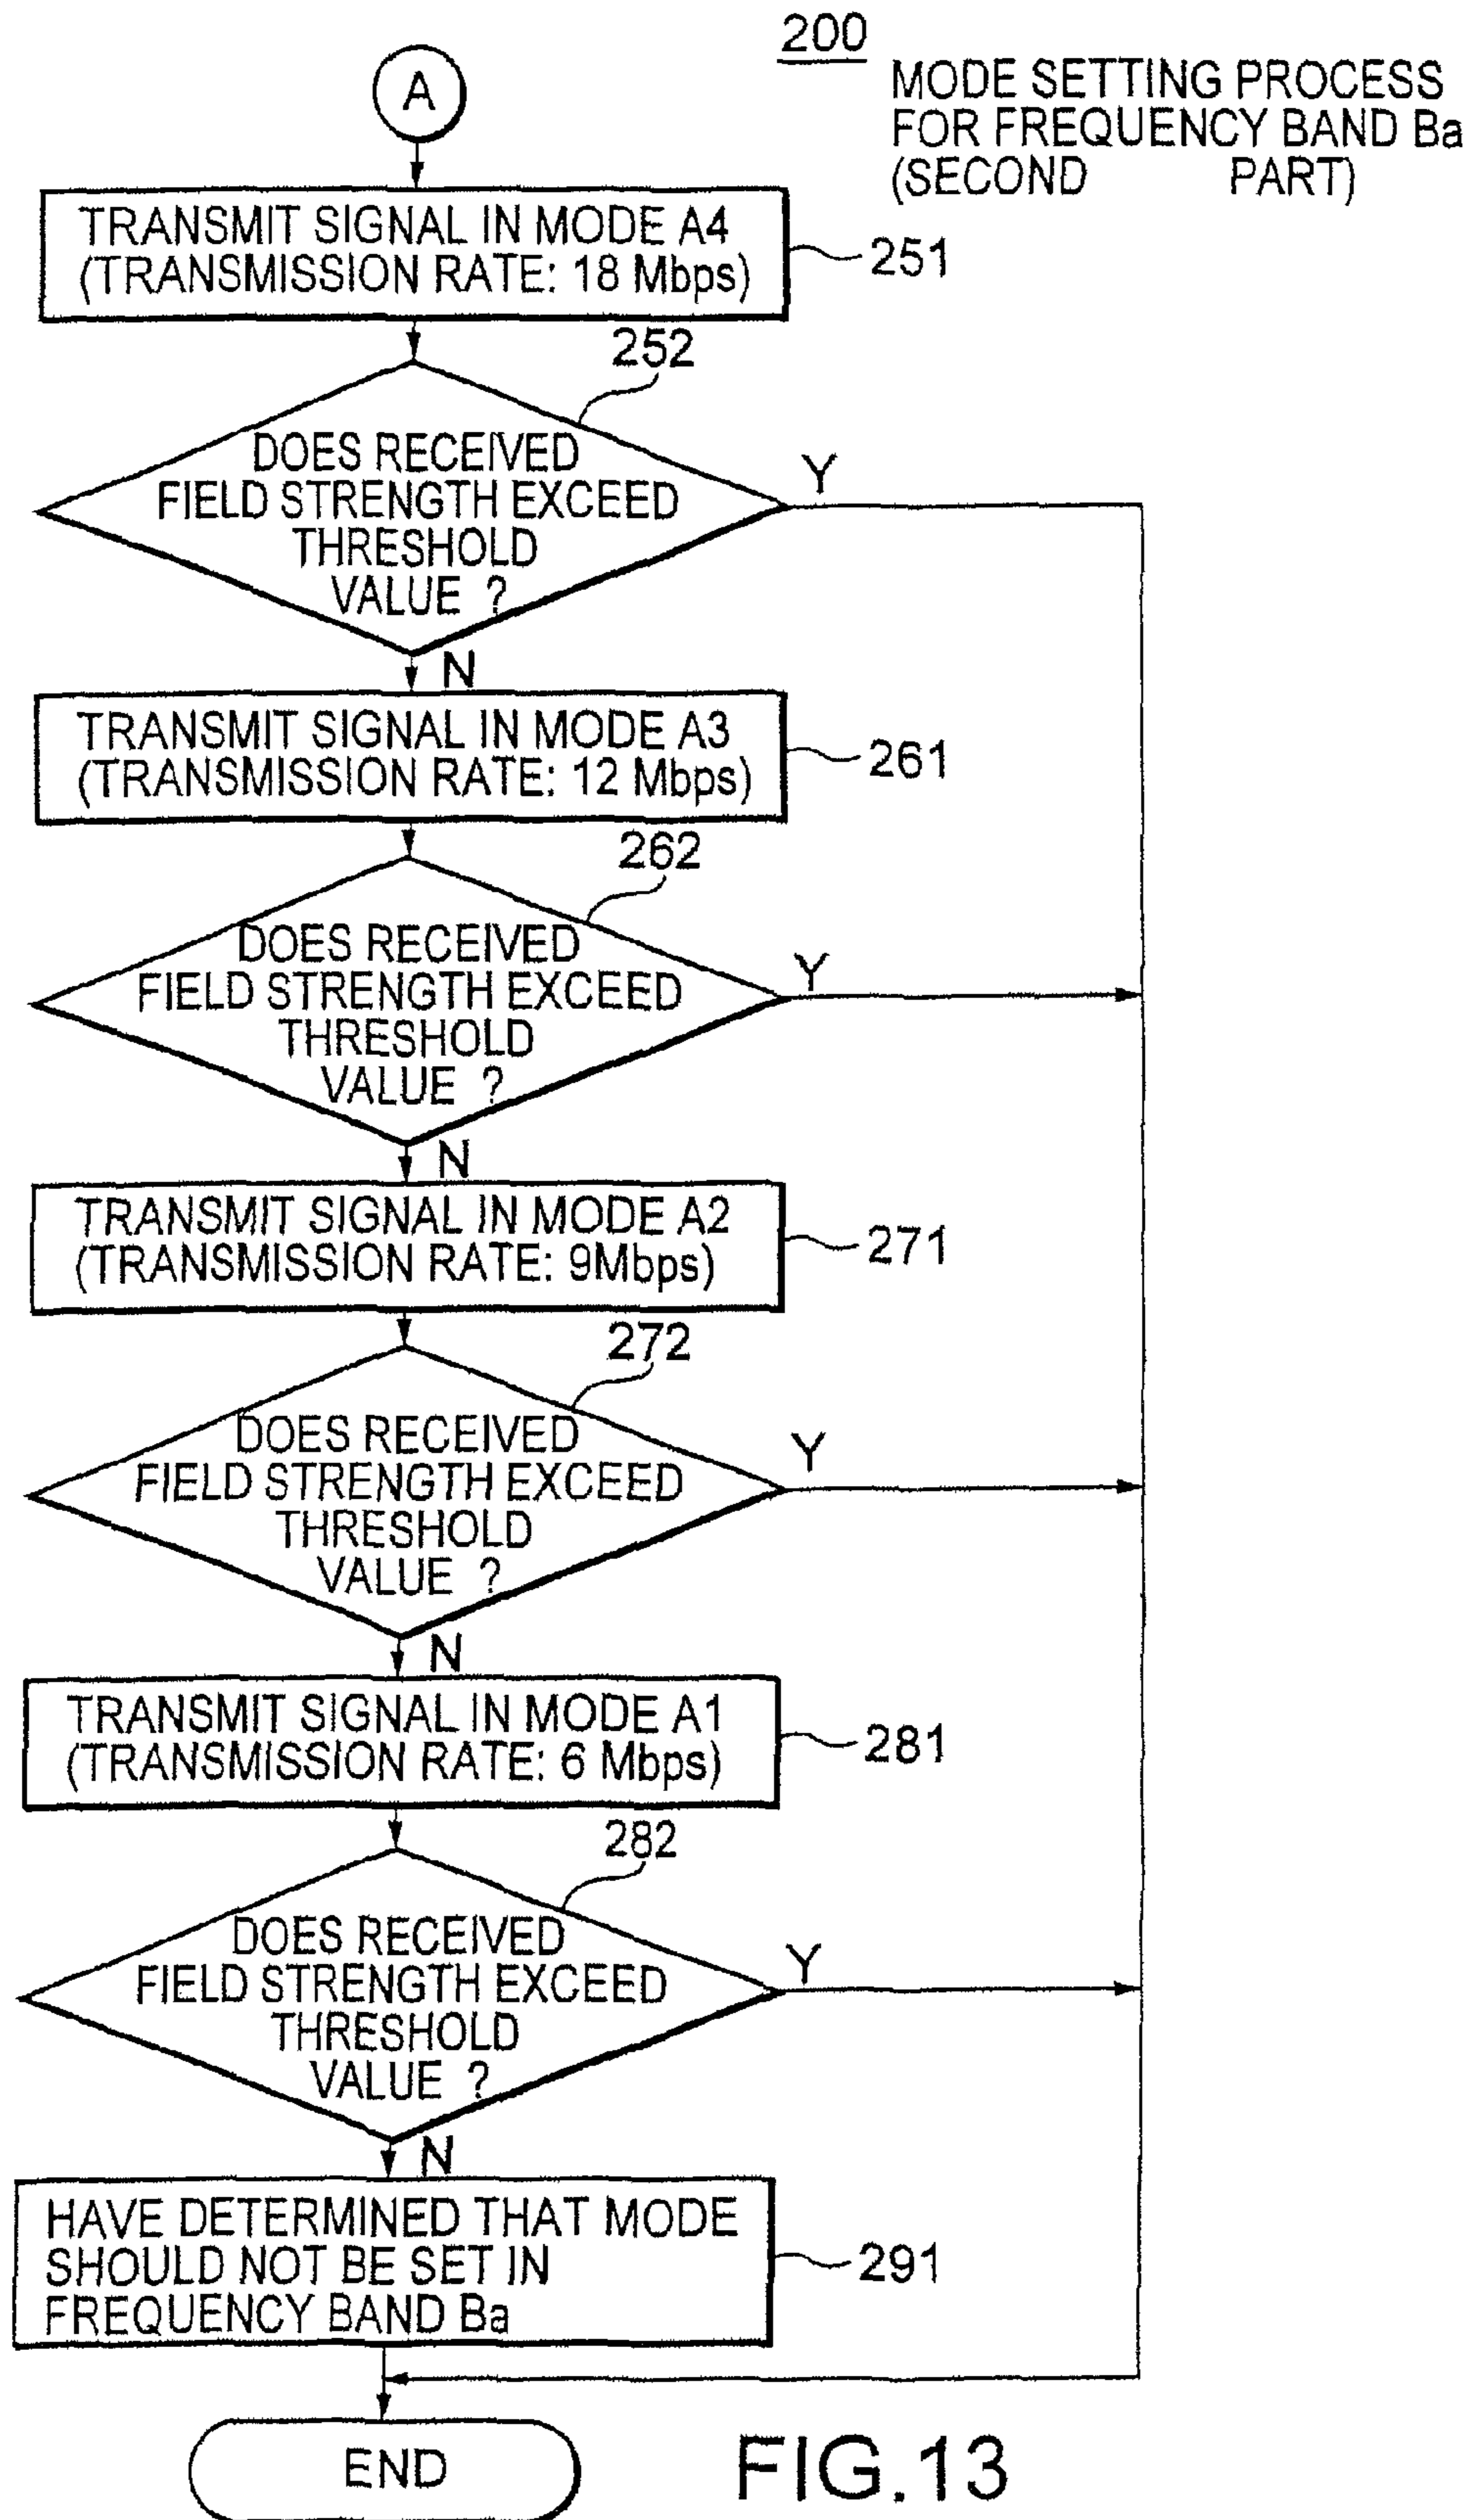 200
MODE SETTING PROCESS
FOR FREQUENCY BAND Ba
(SECOND PART)
A
TRANSMIT SIGNAL IN MODE A4
(TRANSMISSION RATE: 18 Mbps)
251
252
DOES RECEIVED
FIELD STRENGTH EXCEED
THRESHOLD
VALUE ?
Y
N
TRANSMIT SIGNAL IN MODE A3
(TRANSMISSION RATE: 12 Mbps)
261
262
DOES RECEIVED
FIELD STRENGTH EXCEED
THRESHOLD
VALUE ?
Y
N
TRANSMIT SIGNAL IN MODE A2
(TRANSMISSION RATE: 9Mbps)
271
272
DOES RECEIVED
FIELD STRENGTH EXCEED
THRESHOLD
VALUE ?
Y
N
TRANSMIT SIGNAL IN MODE A1
(TRANSMISSION RATE: 6 Mbps)
281
282
DOES RECEIVED
FIELD STRENGTH EXCEED
THRESHOLD
VALUE ?
Y
N
HAVE DETERMINED THAT MODE
SHOULD NOT BE SET IN
FREQUENCY BAND Ba
291
END
FIG.13